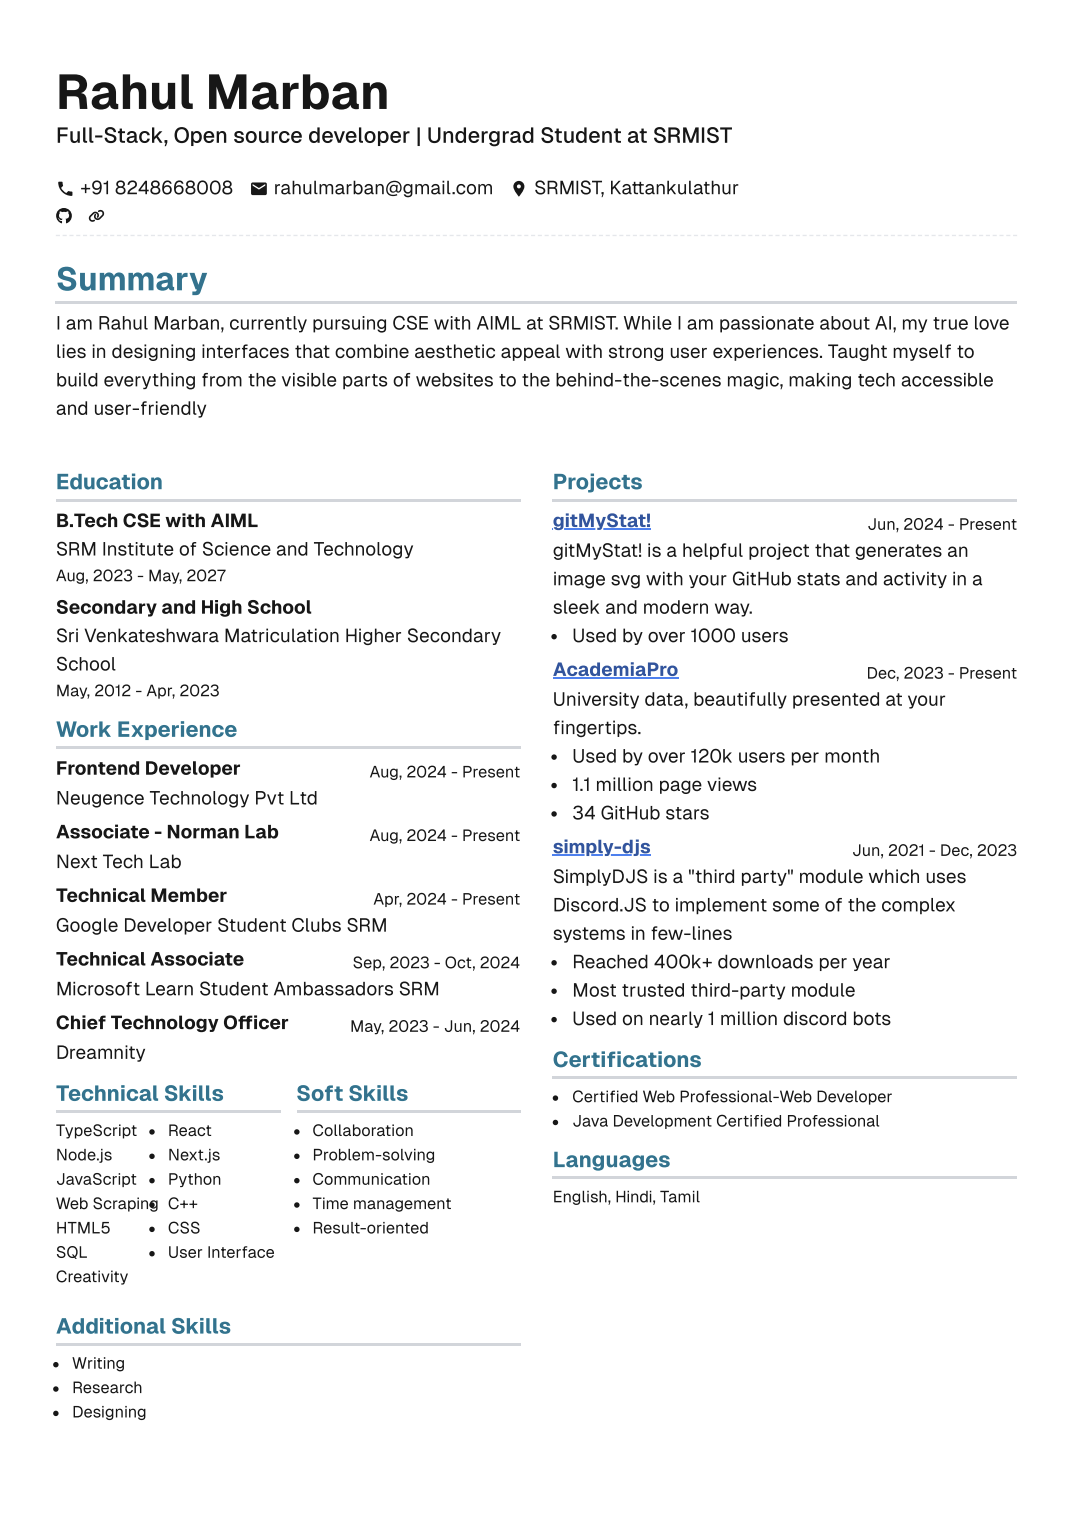 Rahul Marban
Full-Stack, Open source developer | Undergrad Student at SRMIST
+91 8248668008 rahulmarban@gmail.com SRMIST, Kattankulathur
Summary
I am Rahul Marban, currently pursuing CSE with AIML at SRMIST. While I am passionate about AI, my true love
lies in designing interfaces that combine aesthetic appeal with strong user experiences. Taught myself to
build everything from the visible parts of websites to the behind-the-scenes magic, making tech accessible
and user-friendly
Education
B.Tech CSE with AIML
SRM Institute of Science and Technology
Aug, 2023 - May, 2027
Secondary and High School
Sri Venkateshwara Matriculation Higher Secondary
School
May, 2012 - Apr, 2023
Work Experience
Frontend Developer Aug, 2024 - Present
Neugence Technology Pvt Ltd
Associate - Norman Lab Aug, 2024 - Present
Next Tech Lab
Technical Member Apr, 2024 - Present
Google Developer Student Clubs SRM
Technical Associate Sep, 2023 - Oct, 2024
Microsoft Learn Student Ambassadors SRM
Chief Technology Officer May, 2023 - Jun, 2024
Dreamnity
Technical Skills
TypeScript • React
Node.js • Next.js
JavaScript • Python
Web Scraping • C++
HTML5 • CSS
SQL • User Interface
Creativity
Soft Skills
• Collaboration
• Problem-solving
• Communication
• Time management
• Result-oriented
Additional Skills
• Writing
• Research
• Designing
Projects
gitMyStat! Jun, 2024 - Present
gitMyStat! is a helpful project that generates an
image svg with your GitHub stats and activity in a
sleek and modern way.
• Used by over 1000 users
AcademiaPro Dec, 2023 - Present
University data, beautifully presented at your
fingertips.
• Used by over 120k users per month
• 1.1 million page views
• 34 GitHub stars
simply-djs Jun, 2021 - Dec, 2023
SimplyDJS is a "third party" module which uses
Discord.JS to implement some of the complex
systems in few-lines
• Reached 400k+ downloads per year
• Most trusted third-party module
• Used on nearly 1 million discord bots
Certifications
• Certified Web Professional-Web Developer
• Java Development Certified Professional
Languages
English, Hindi, Tamil